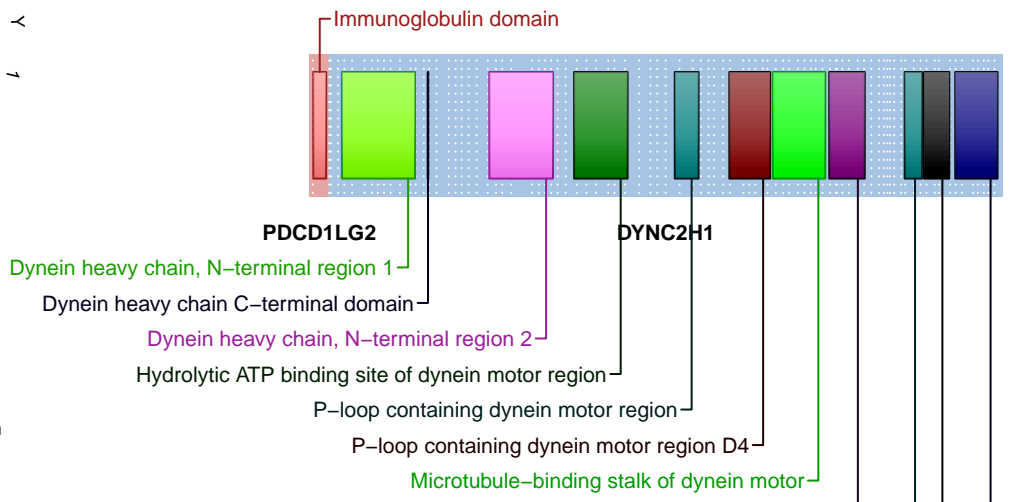 Immunoglobulin domain
Y
1
PDCD1LG2 DYNC2H1
Dynein heavy chain, N−terminal region 1
Dynein heavy chain C−terminal domain
Dynein heavy chain, N−terminal region 2
Hydrolytic ATP binding site of dynein motor region
P−loop containing dynein motor region
P−loop containing dynein motor region D4
Microtubule−binding stalk of dynein motor